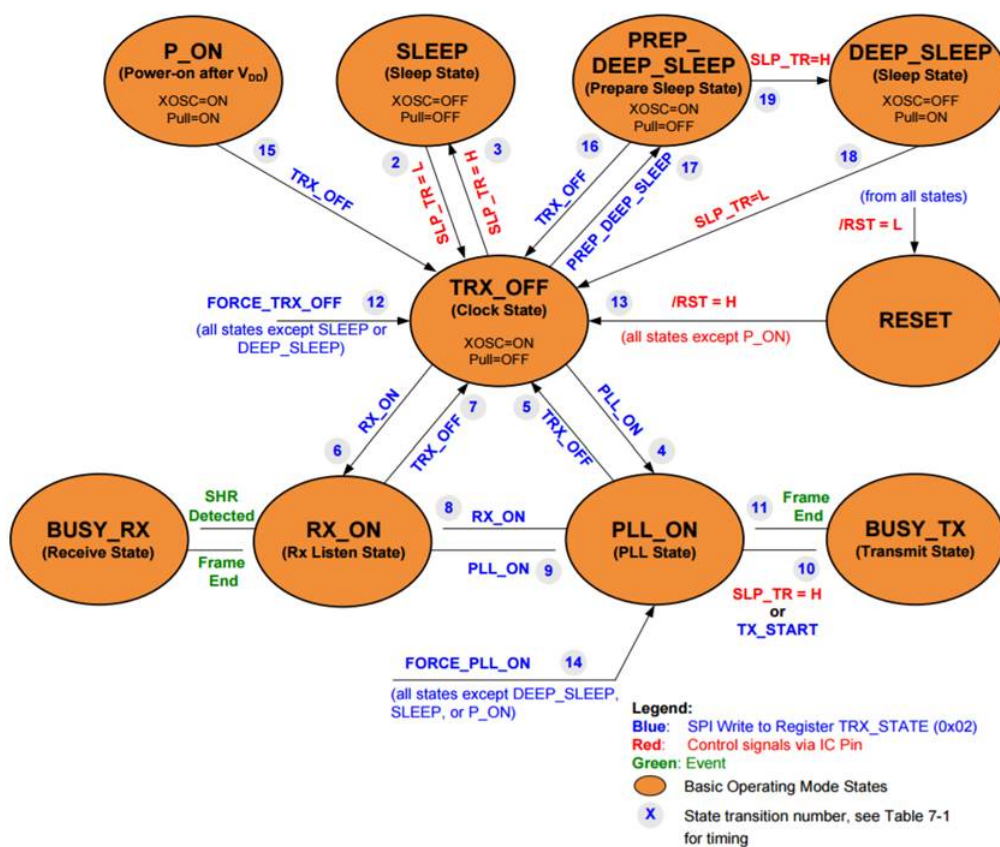 P_ON
(Power-on after VDD)
XOSC=ON
Pull=ON
SLEEP
(Sleep State)
XOSC=OFF
Pull=OFF
PREP_
DEEP_SLEEP
(Prepare Sleep State)
XOSC=ON
Pull=OFF
SLP_TR=H
19
DEEP_SLEEP
(Sleep State)
XOSC=OFF
Pull=ON
15
TRX_OFF
2
SLP_TR = L
3
SLP_TR = H
16
TRX_OFF
17
PREP_DEEP_SLEEP
18
SLP_TR=L
(from all states)
/RST = L
FORCE_TRX_OFF
12
(all states except SLEEP or
DEEP_SLEEP)
TRX_OFF
(Clock State)
XOSC=ON
Pull=OFF
13
/RST = H
(all states except P_ON)
RESET
6
RX_ON
7
TRX_OFF
5
TRX_OFF
4
PLL_ON
BUSY_RX
(Receive State)
SHR
Detected
Frame
End
RX_ON
(Rx Listen State)
8
RX_ON
PLL_ON
9
PLL_ON
(PLL State)
11
Frame
End
10
SLP_TR = H
or
TX_START
BUSY_TX
(Transmit State)
FORCE_PLL_ON
14
(all states except DEEP_SLEEP,
SLEEP, or P_ON)
Legend:
Blue: SPI Write to Register TRX_STATE (0x02)
Red: Control signals via IC Pin
Green: Event
Basic Operating Mode States
X State transition number, see Table 7-1
for timing